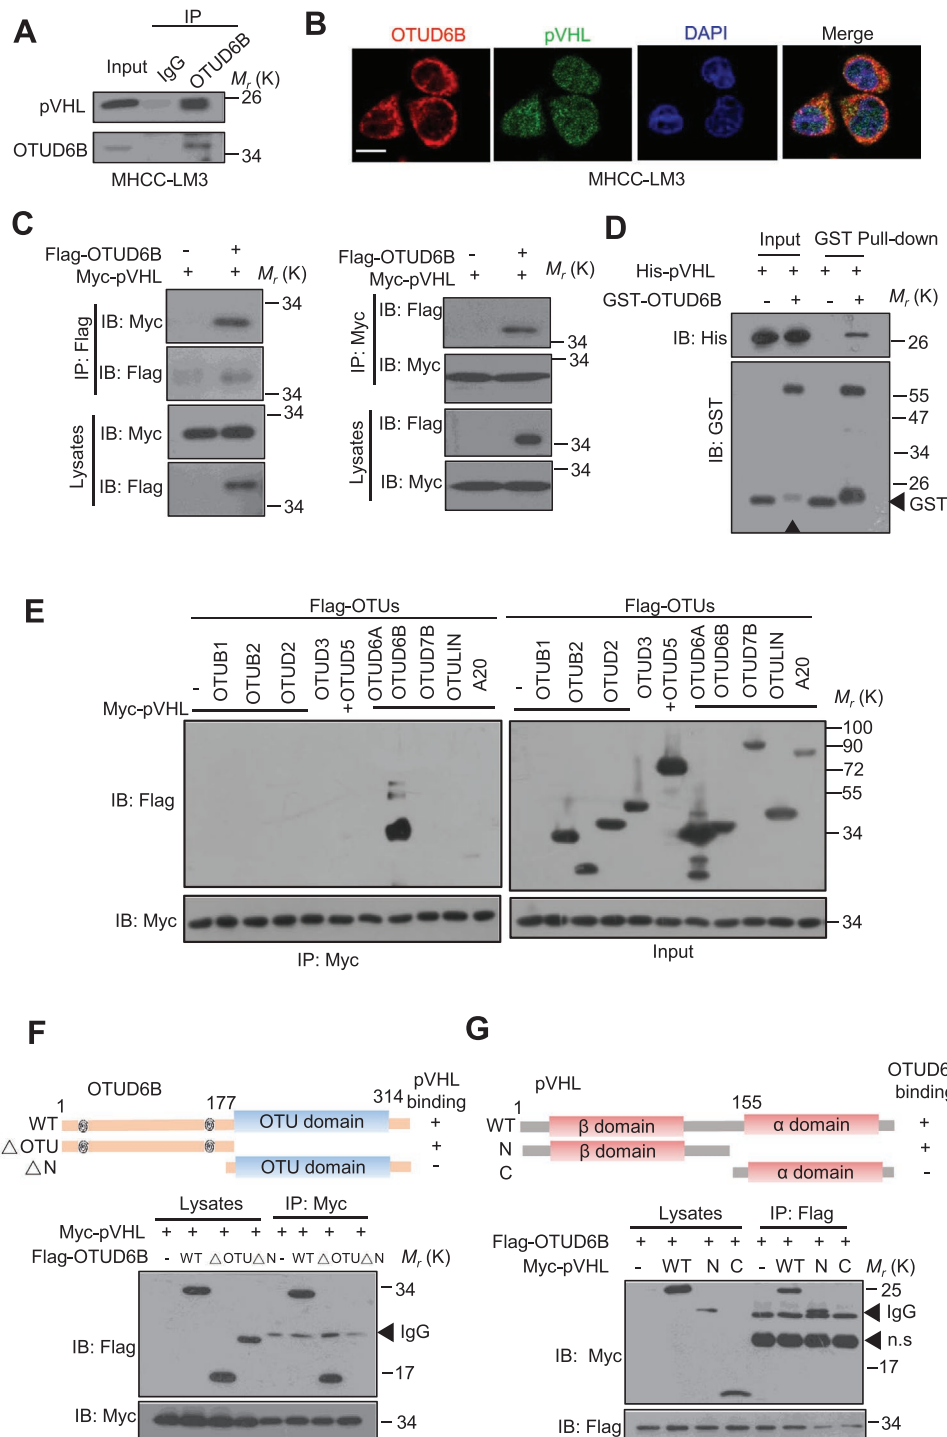 A
IP
Input IgG OTUD6B Mr (K)
pVHL 26
OTUD6B 34
MHCC-LM3
B
OTUD6B pVHL DAPI Merge
MHCC-LM3
C
Flag-OTUD6B - +
Myc-pVHL + + Mr (K)
IP: Flag
IB: Myc 34
IB: Flag 34
Lysates
IB: Myc 34
IB: Flag 34
Flag-OTUD6B - +
Myc-pVHL + + Mr (K)
IP: Myc
IB: Flag 34
IB: Myc 34
Lysates
IB: Flag 34
IB: Myc 34
D
Input GST Pull-down
His-pVHL + + + +
GST-OTUD6B - + - + Mr (K)
IB: His 26
IB: GST
55
47
34
26
GST
E
Flag-OTUs Flag-OTUs
- OTUB1 OTUB2 OTUD2 OTUD3 OTUD5 OTUD6A OTUD6B OTUD7B OTULIN A20
- OTUB1 OTUB2 OTUD2 OTUD3 OTUD5 OTUD6A OTUD6B OTUD7B OTULIN A20
Myc-pVHL + + Mr (K)
IB: Flag
100
90
72
55
34
IB: Myc 34
IP: Myc Input
F
OTUD6B pVHL binding
1 177 314
WT OTU domain +
△OTU +
△N OTU domain -
Lysates IP: Myc
Myc-pVHL + + + + + + + +
Flag-OTUD6B - WT △OTU △N - WT △OTU △N Mr (K)
34
IgG
IB: Flag
17
IB: Myc 34
G
pVHL OTUD6 binding
1 155
WT β domain α domain +
N β domain +
C α domain -
Lysates IP: Flag
Flag-OTUD6B + + + + + + + +
Myc-pVHL - WT N C - WT N C Mr (K)
25
IgG
n.s
IB: Myc
17
IB: Flag 34